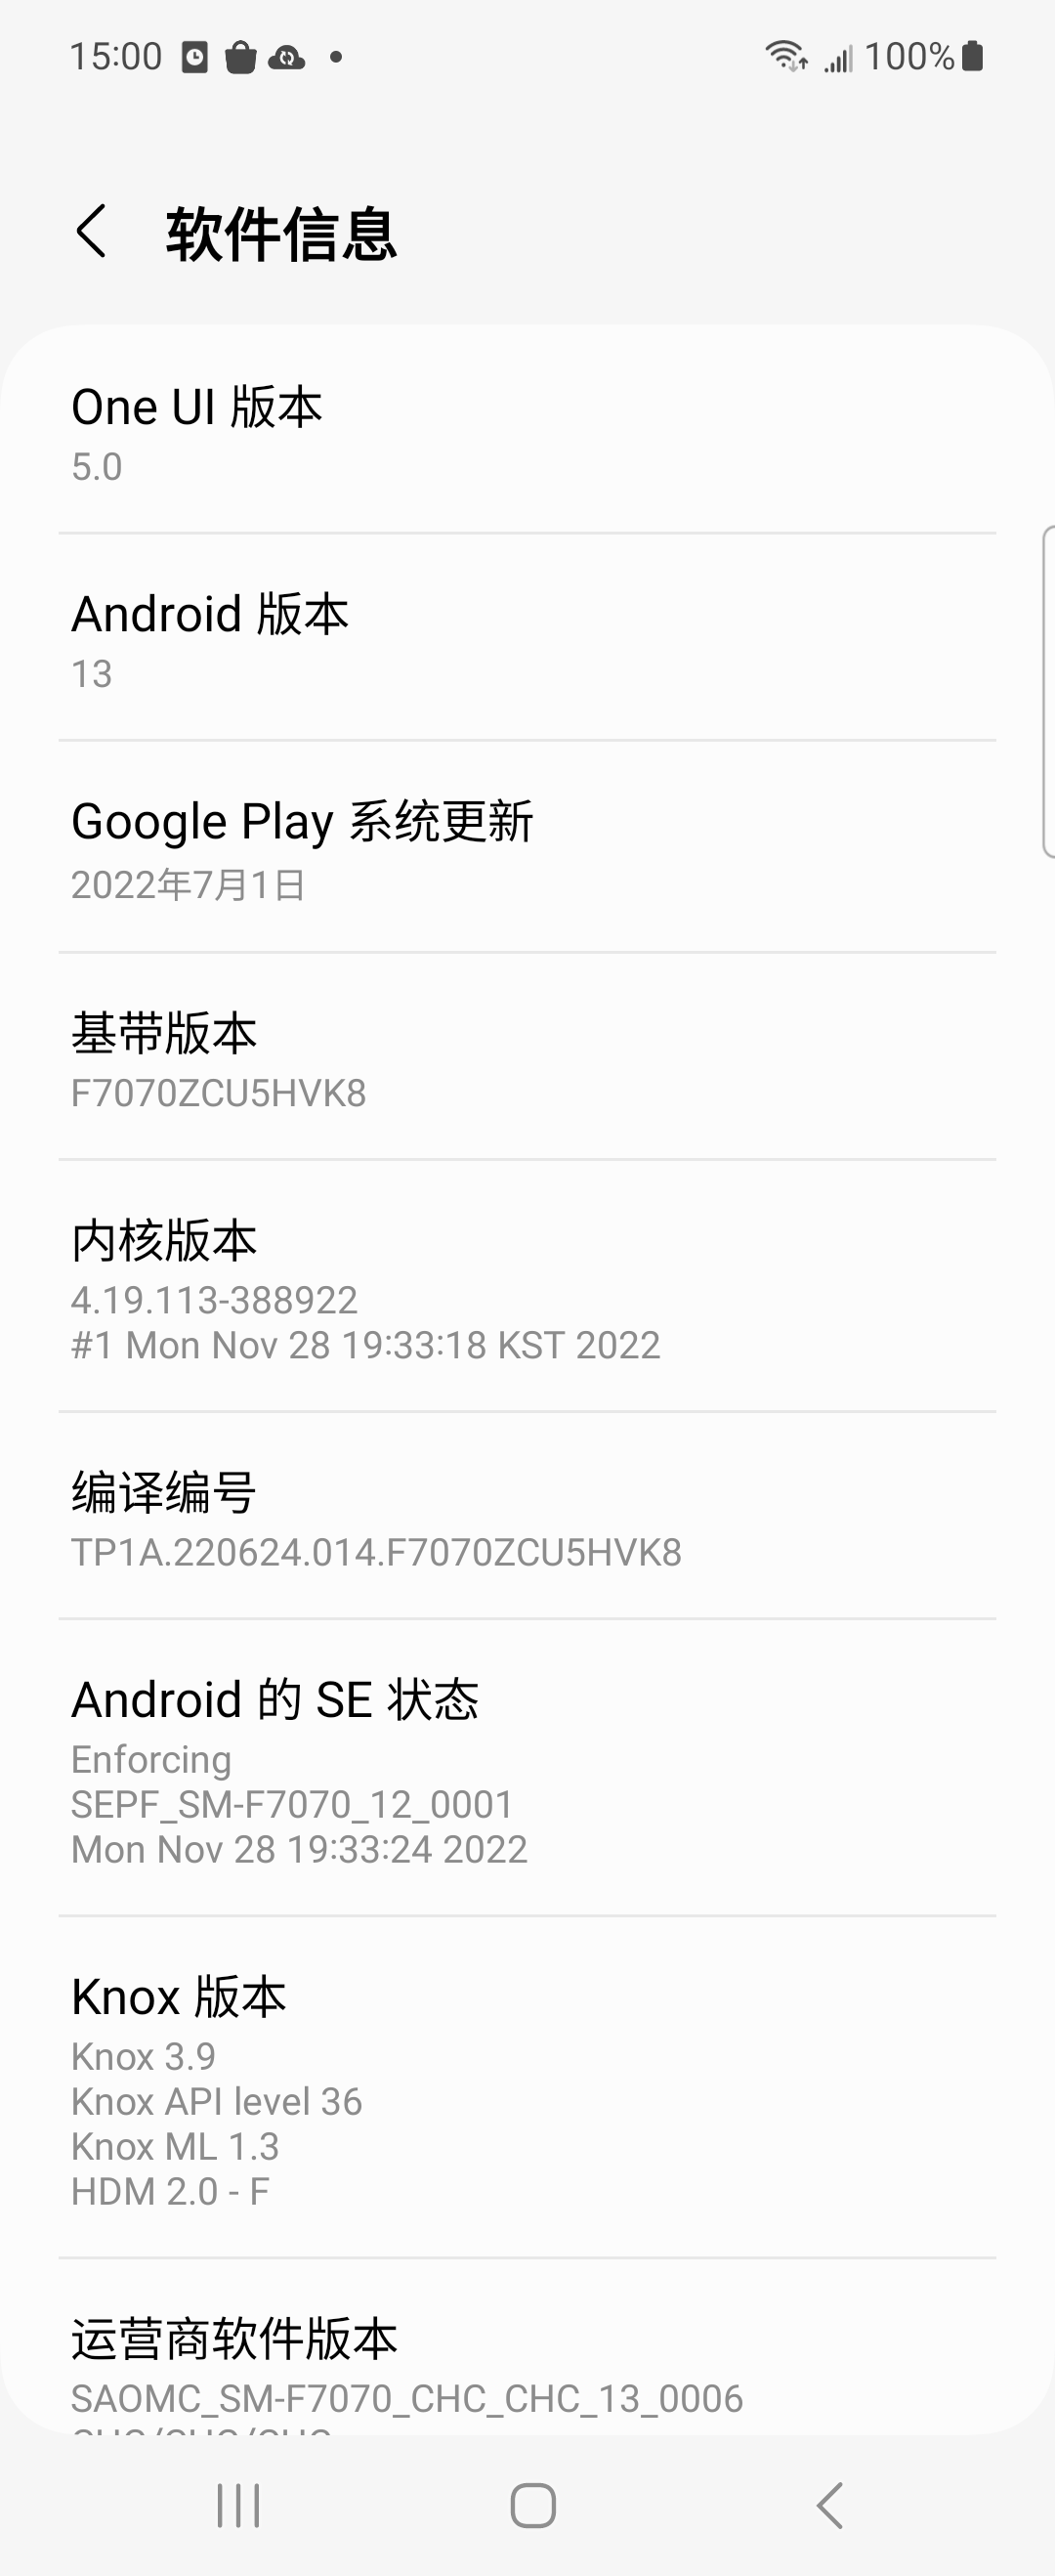 15:00
100%
软件信息
One UI 版本
5.0
Android 版本
13
Google Play 系统更新
2022年7月1日
基带版本
F7070ZCU5HVK8
内核版本
4.19.113-388922
#1 Mon Nov 28 19:33:18 KST 2022
编译编号
TP1A.220624.014.F7070ZCU5HVK8
Android 的 SE 状态
Enforcing
SEPF_SM-F7070_12_0001
Mon Nov 28 19:33:24 2022
Knox 版本
Knox 3.9
Knox API level 36
Knox ML 1.3
HDM 2.0 - F
运营商软件版本
SAOMC_SM-F7070_CHC_CHC_13_0006